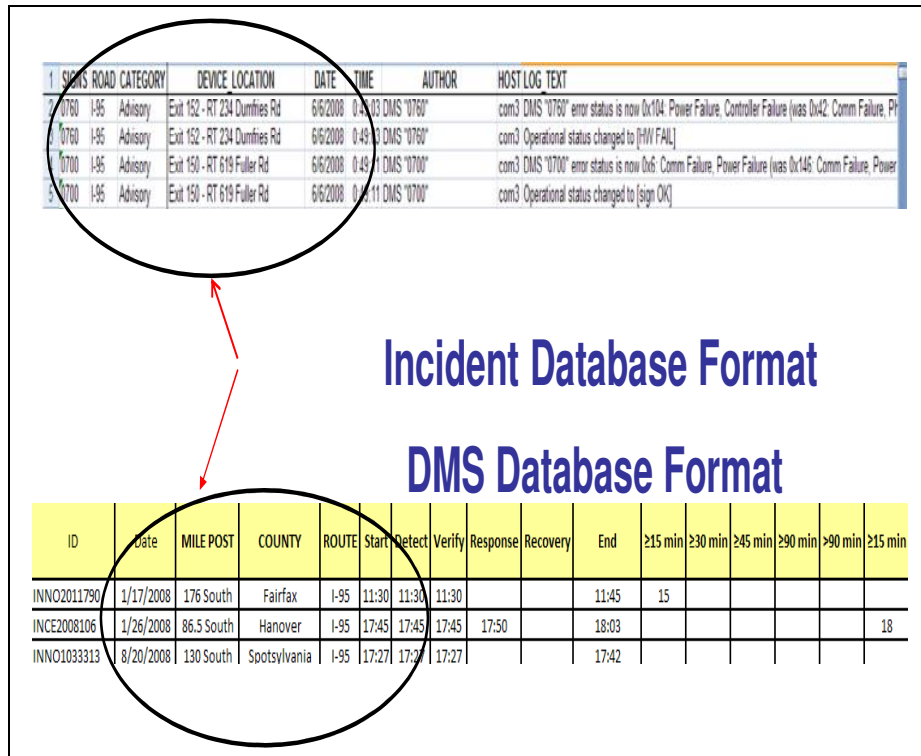 1 SIGNS ROAD CATEGORY DEVICE_LOCATION DATE TIME AUTHOR HOST LOG_TEXT
2 0760 I-95 Advisory Exit 152 - RT 234 Dumfries Rd 6/6/2008 0:49:03 DMS "0760" com3 DMS "0760" error status is now 0x104: Power Failure, Controller Failure (was 0x42: Comm Failure,
0760 I-95 Advisory Exit 152 - RT 234 Dumfries Rd 6/6/2008 DMS "0760" com3 Operational status changed to [HW FAIL]
0700 I-95 Advisory Exit 150 - RT 619 Fuller Rd 6/6/2008 DMS "0700" com3 DMS "0700" error status is now 0x6: Comm Failure, Power Failure (was 0x146: Comm Failure, Power
5 0700 I-95 Advisory Exit 150 - RT 619 Fuller Rd 6/6/2008 DMS "0700" com3 Operational status changed to [sign OK]
Incident Database Format
DMS Database Format
ID Date MILE POST COUNTY ROUTE Start Detect Verify Response Recovery End ≥15 min ≥30 min ≥45 min ≥90 min >90 min ≥15 min
INNO2011790 1/17/2008 176 South Fairfax I-95 11:30 11:30 11:30 11:45 15
INCE2008106 1/26/2008 86.5 South Hanover I-95 17:45 17:45 17:45 17:50 18:03 18
INNO1033313 8/20/2008 130 South Spotsylvania I-95 17:27 17:27 17:27 17:42